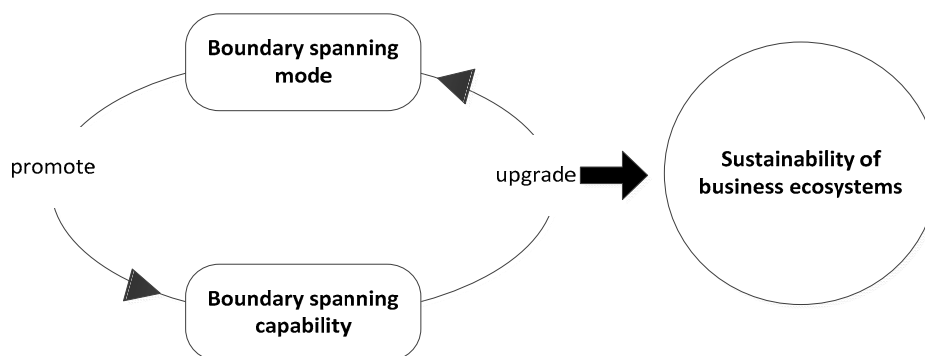 Boundary spanning
mode
promote
upgrade
Sustainability of
business ecosystems
Boundary spanning
capability